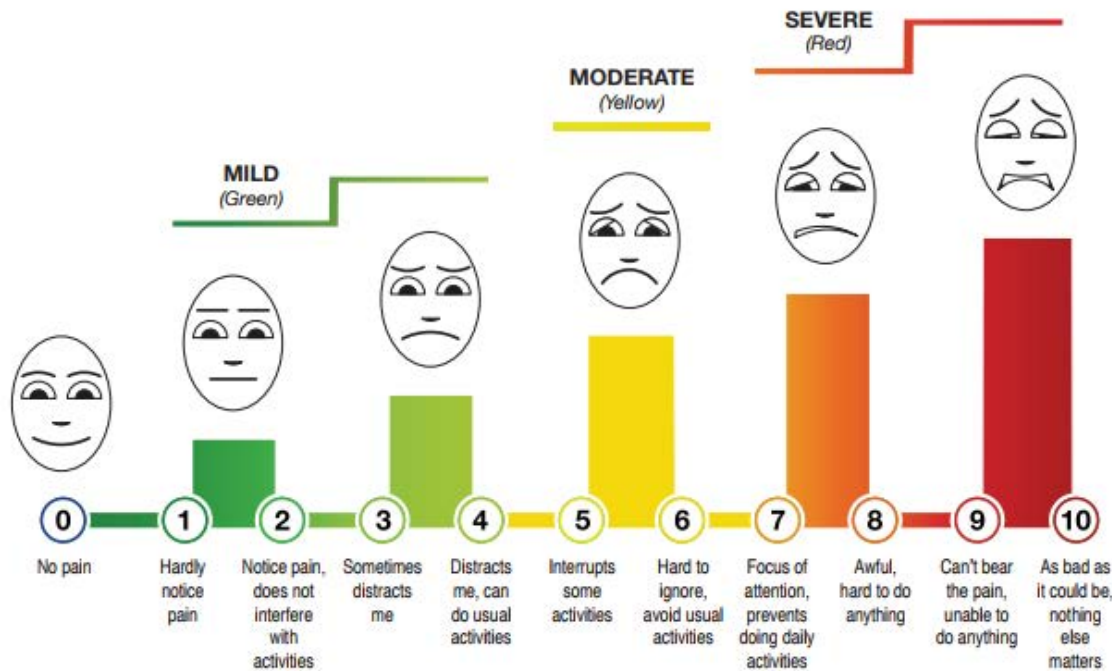 SEVERE
(Red)
MODERATE
(Yellow)
MILD
(Green)
0
1
2
3
4
5
6
7
8
9
10
No pain
Hardly
notice
pain
Notice pain,
does not
interfere
with
activities
Sometimes
distracts
me
Distracts
me, can
do usual
activities
Interrupts
some
activities
Hard to
ignore,
avoid usual
activities
Focus of
attention,
prevents
doing daily
activities
Awful,
hard to do
anything
Can't bear
the pain,
unable to
do anything
As bad as
it could be,
nothing
else
matters